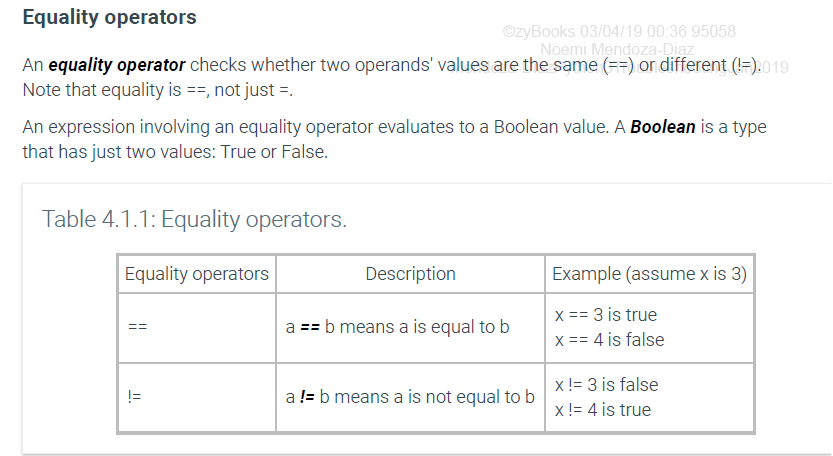 Equality operators
©zyBooks 03/04/19 00:36 95058
Noemi Mendoza-Diaz
An equality operator checks whether two operands' values are the same (==) or different (!=).
2019
Note that equality is ==, not just =.
An expression involving an equality operator evaluates to a Boolean value. A Boolean is a type
that has just two values: True or False.
Table 4.1.1: Equality operators.
Equality operators Description Example (assume x is 3)
== a == b means a is equal to b x == 3 is true
x == 4 is false
!= a != b means a is not equal to b x != 3 is false
x != 4 is true